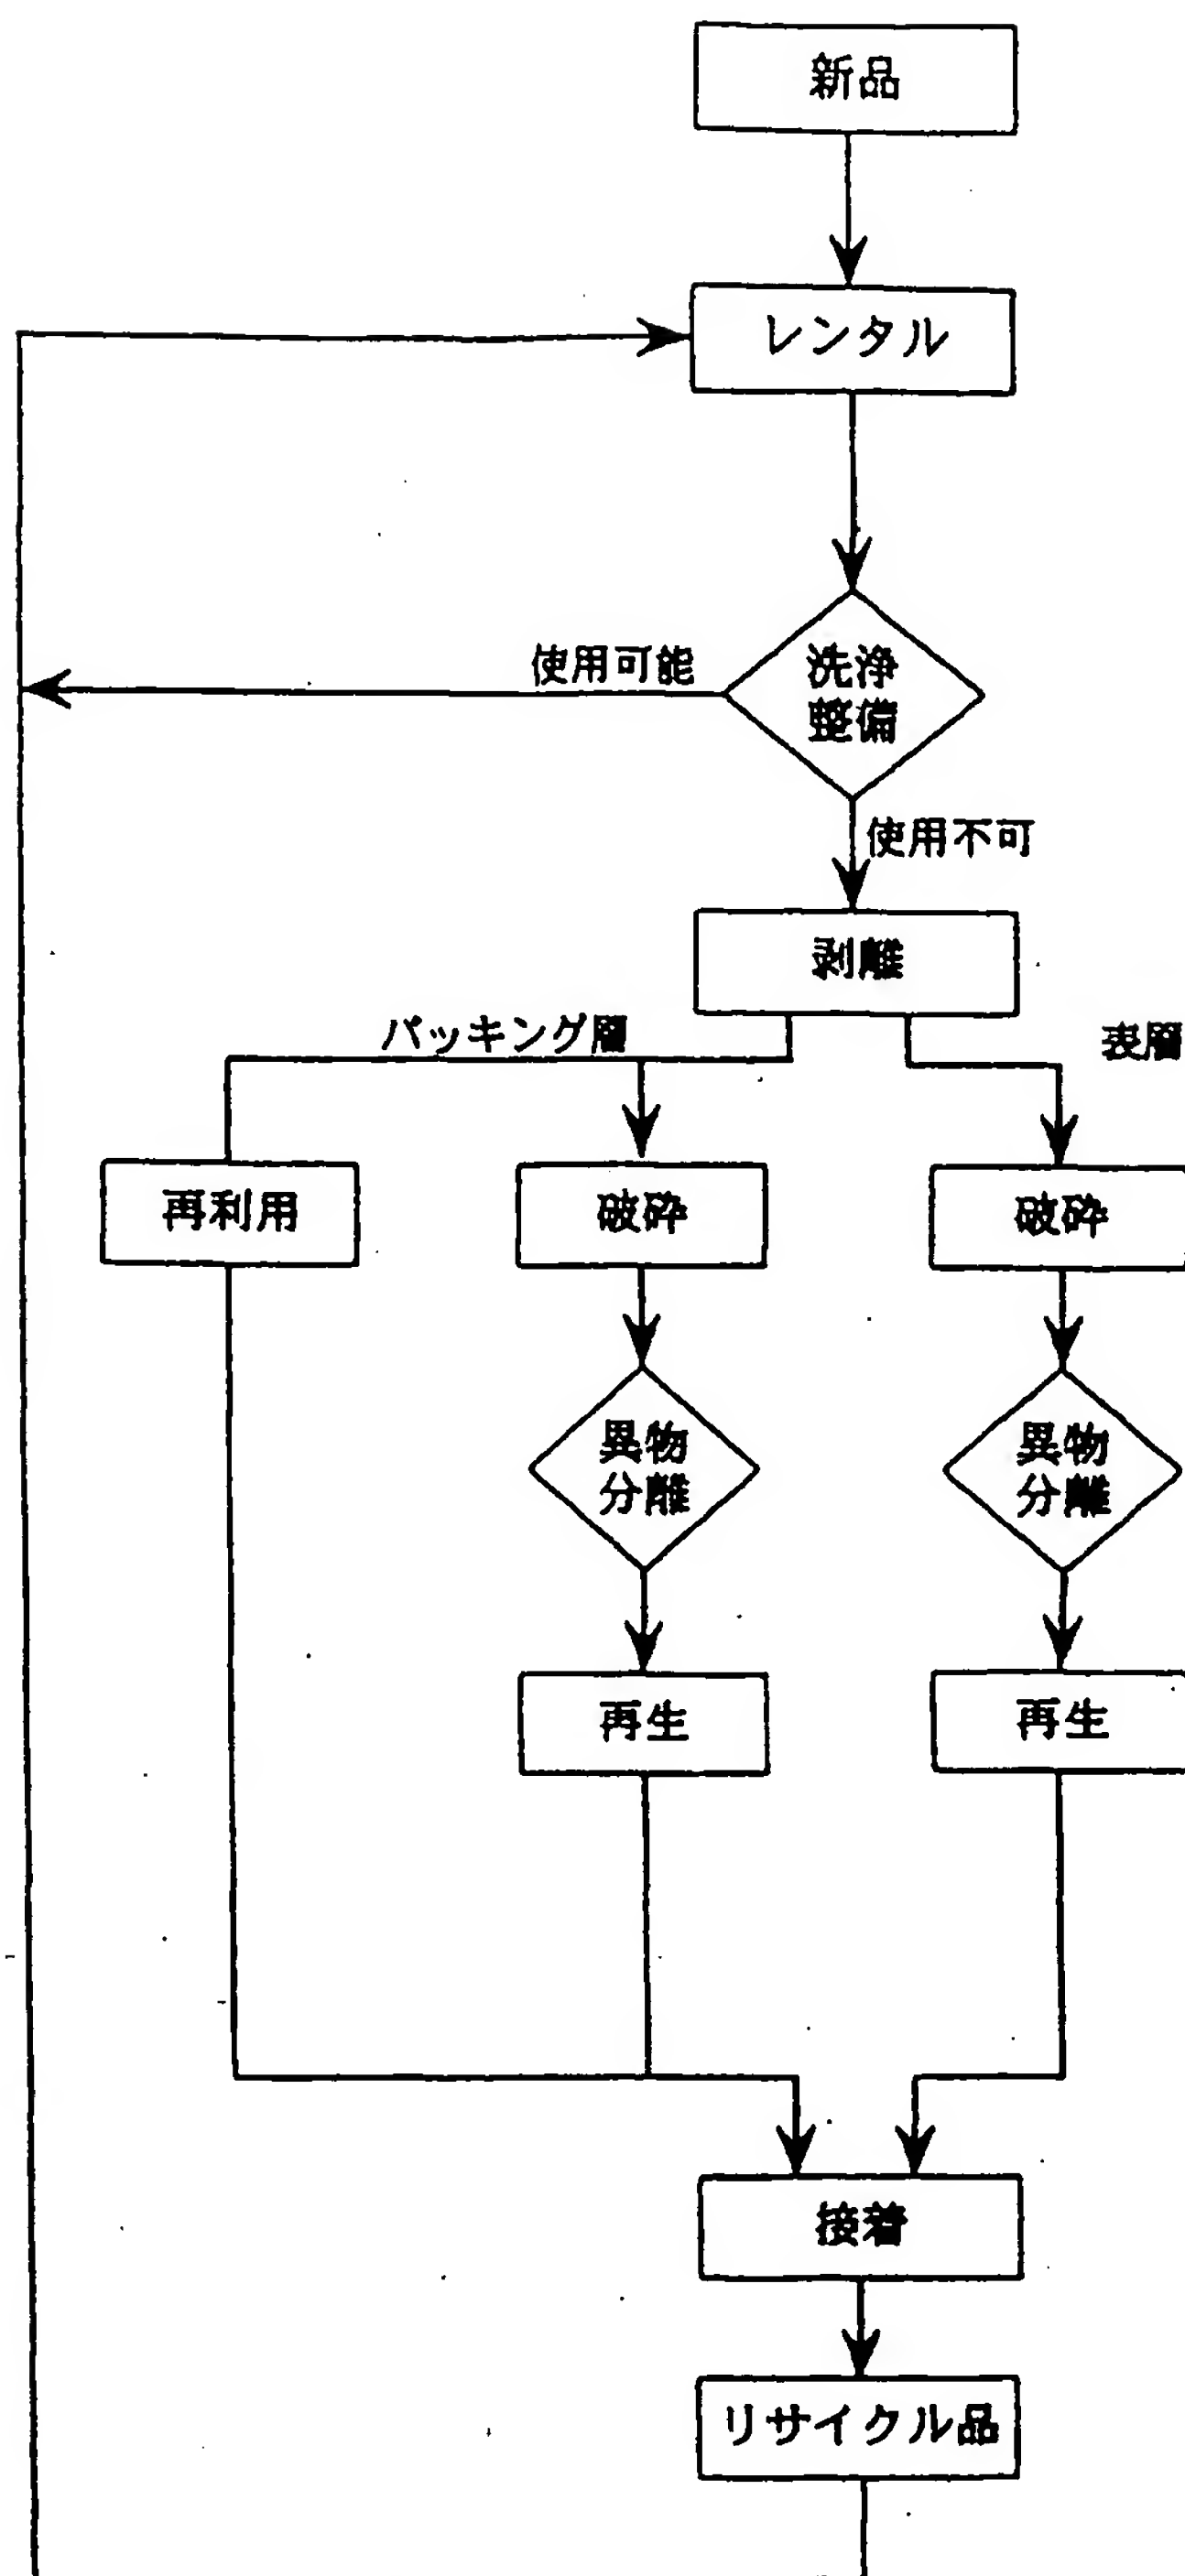 新品
レンタル
使用可能
洗浄
整備
使用不可
剥離
バッキング層
表層
再利用
破砕
破砕
異物
分離
異物
分離
再生
再生
接着
リサイクル品